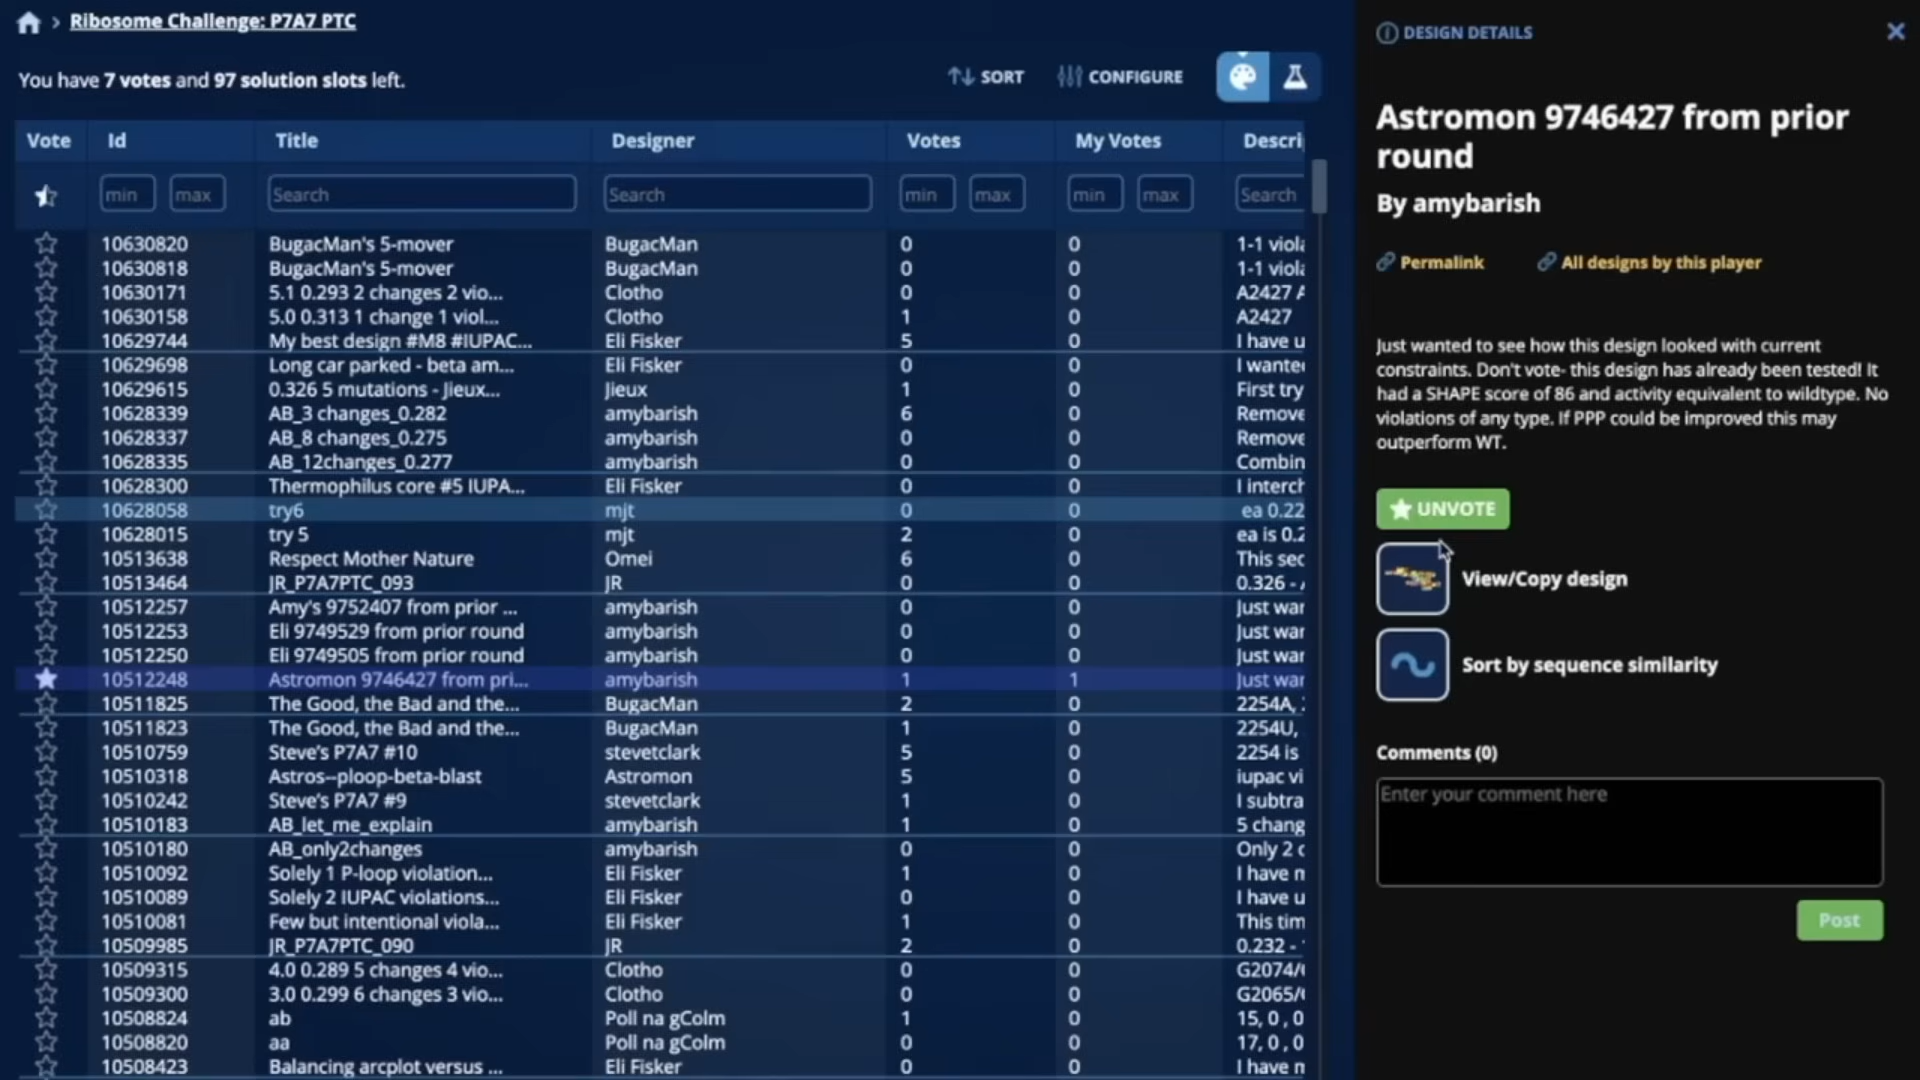 Ribosome Challenge: P7A7 PTC
You have 7 votes and 97 solution slots left.
SORT CONFIGURE
Vote Id Title Designer Votes My Votes Descri
min max Search Search min max min max Search
10630820 BugacMan's 5-mover BugacMan 0 0 1-1 viola
10630818 BugacMan's 5-mover BugacMan 0 0 1-1 viola
10630171 5.1 0.293 2 changes 2 vio... Clotho 0 0 A2427 A
10630158 5.0 0.313 1 change 1 viol... Clotho 1 0 A2427
10629744 My best design #M8 #IUPAC... Eli Fisker 5 0 I have u
10629698 Long car parked - beta am... Eli Fisker 0 0 I wante
10629615 0.326 5 mutations - Jieux... Jieux 1 0 First try
10628339 AB_3 changes_0.282 amybarish 6 0 Remove
10628337 AB_8 changes_0.275 amybarish 0 0 Remove
10628335 AB_12changes_0.277 amybarish 0 0 Combin
10628300 Thermophilus core #5 IUPA... Eli Fisker 0 0 I interch
10628058 try6 mjt 0 0 ea 0.22
10628015 try 5 mjt 2 0 ea is 0.2
10513638 Respect Mother Nature Omei 6 0 This sec
10513464 JR_P7A7PTC_093 JR 0 0 0.326 -
10512257 Amy's 9752407 from prior ... amybarish 0 0 Just war
10512253 Eli 9749529 from prior round amybarish 0 0 Just war
10512250 Eli 9749505 from prior round amybarish 0 0 Just war
10512248 Astromon 9746427 from pri... amybarish 1 1 Just war
10511825 The Good, the Bad and the... BugacMan 2 0 2254A,
10511823 The Good, the Bad and the... BugacMan 1 0 2254U,
10510759 Steve's P7A7 #10 stevetclark 5 0 2254 is
10510318 Astros--ploop-beta-blast Astromon 5 0 iupac vi
10510242 Steve's P7A7 #9 stevetclark 1 0 I subtra
10510183 AB_let_me_explain amybarish 1 0 5 chang
10510180 AB_only2changes amybarish 0 0 Only 2 c
10510092 Solely 1 P-loop violation... Eli Fisker 1 0 I have m
10510089 Solely 2 IUPAC violations... Eli Fisker 0 0 I have u
10510081 Few but intentional viola... Eli Fisker 1 0 This tim
10509985 JR_P7A7PTC_090 JR 2 0 0.232 -
10509315 4.0 0.289 5 changes 4 vio... Clotho 0 0 G2074/
10509300 3.0 0.299 6 changes 3 vio... Clotho 0 0 G2065/
10508824 ab Poll na gColm 1 0 15, 0 , 0
10508820 aa Poll na gColm 0 0 17, 0 , 0
10508423 Balancing arcplot versus ... Eli Fisker 0 0 I have m
DESIGN DETAILS
Astromon 9746427 from prior
round
By amybarish
Permalink All designs by this player
Just wanted to see how this design looked with current
constraints. Don't vote- this design has already been tested! It
had a SHAPE score of 86 and activity equivalent to wildtype. No
violations of any type. If PPP could be improved this may
outperform WT.
UNVOTE
View/Copy design
Sort by sequence similarity
Comments (0)
Enter your comment here
Post